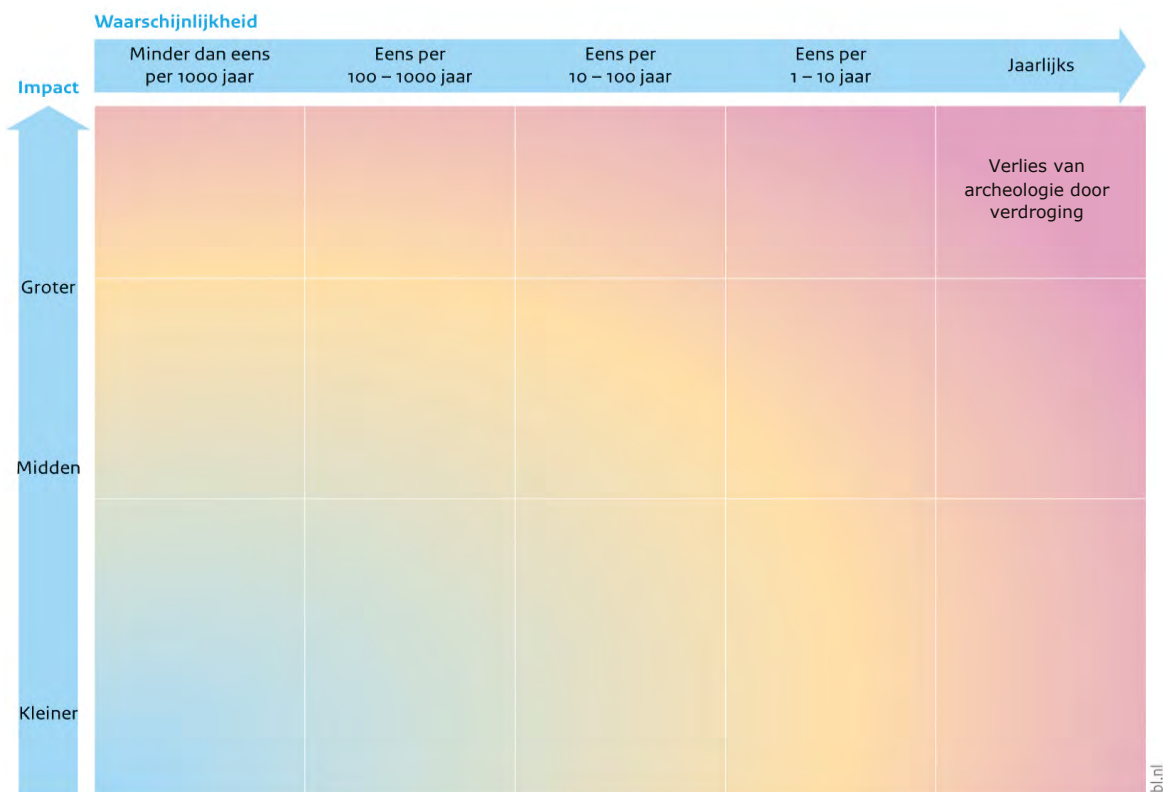 Waarschijnlijkheid
Minder dan eens
per 1000 jaar
Eens per
100 – 1000 jaar
Eens per
10 – 100 jaar
Eens per
1 – 10 jaar
Jaarlijks
Impact
Verlies van
archeologie door
verdroging
Groter
Midden
Kleiner
bl.nl